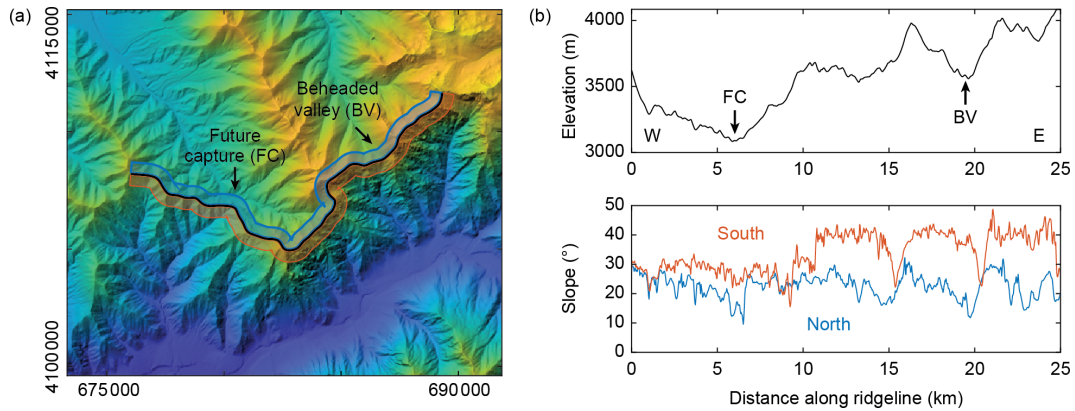 (a)
4115000
4100000
Beheaded
valley (BV)
Future
capture (FC)
675000
690000
(b)
Elevation (m)
4000
3500
3000
FC
BV
W
E
0
5
10
15
20
25
Slope (°)
50
40
30
20
10
0
South
North
0
5
10
15
20
25
Distance along ridgeline (km)